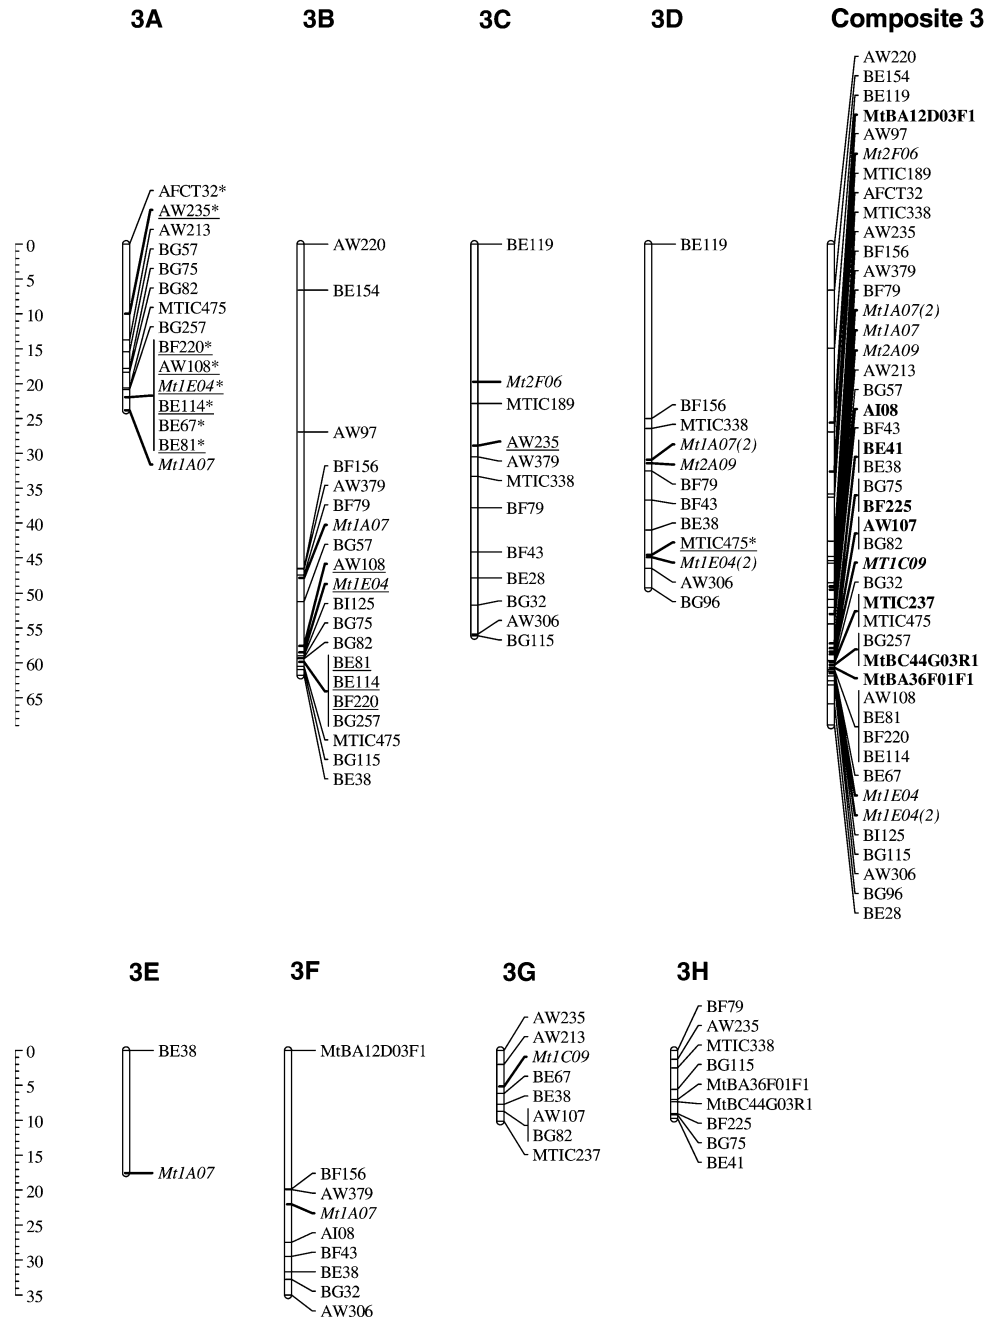 3A
AFCT32*
AW235*
AW213
BG57
BG75
BG82
MTIC475
BG257
BF220*
AW108*
Mt1E04*
BE114*
BE67*
BE81*
Mt1A07
0
5
10
15
20
25
30
35
40
45
50
55
60
65
3B
AW220
BE154
AW97
BF156
AW379
BF79
Mt1A07
BG57
AW108
Mt1E04
BI125
BG75
BG82
BE81
BE114
BF220
BG257
MTIC475
BG115
BE38
3C
BE119
Mt2F06
MTIC189
AW235
AW379
MTIC338
BF79
BF43
BE28
BG32
AW306
BG115
3D
BE119
BF156
MTIC338
Mt1A07(2)
Mt2A09
BF79
BF43
BE38
MTIC475*
Mt1E04(2)
AW306
BG96
Composite 3
AW220
BE154
BE119
MtBA12D03F1
AW97
Mt2F06
MTIC189
AFCT32
MTIC338
AW235
BF156
AW379
BF79
Mt1A07(2)
Mt1A07
Mt2A09
AW213
BG57
AI08
BF43
BE41
BE38
BG75
BF225
AW107
BG82
MT1C09
BG32
MTIC237
MTIC475
BG257
MtBC44G03R1
MtBA36F01F1
AW108
BE81
BF220
BE114
BE67
Mt1E04
Mt1E04(2)
BI125
BG115
AW306
BG96
BE28
3E
0
5
10
15
20
25
30
35
BE38
Mt1A07
3F
MtBA12D03F1
BF156
AW379
Mt1A07
AI08
BF43
BE38
BG32
AW306
3G
AW235
AW213
Mt1C09
BE67
BE38
AW107
BG82
MTIC237
3H
BF79
AW235
MTIC338
BG115
MtBA36F01F1
MtBC44G03R1
BF225
BG75
BE41